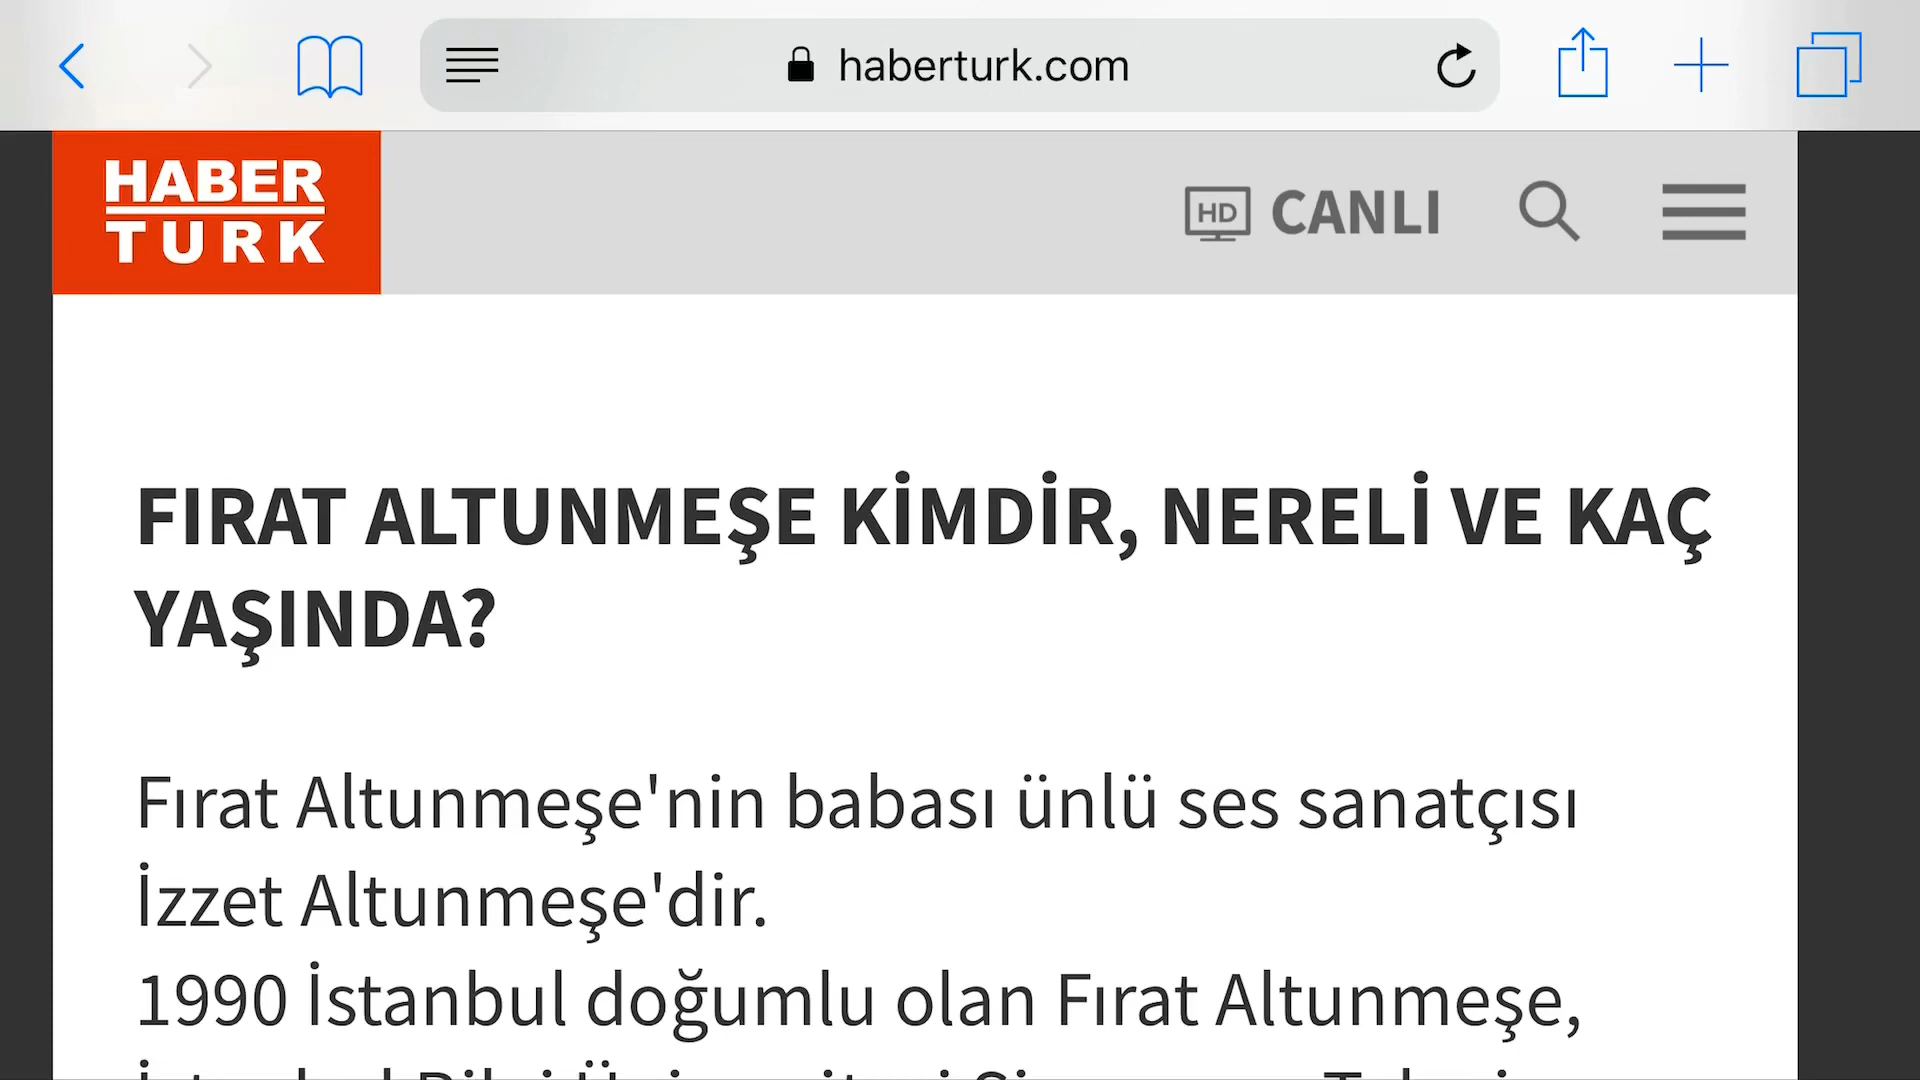 haberturk.com
HABER
TURK
HD CANLI
FIRAT ALTUNMEŞE KİMDİR, NERELİ VE KAÇ
YAŞINDA?
Fırat Altunmeşe'nin babası ünlü ses sanatçısı
İzzet Altunmeşe'dir.
1990 İstanbul doğumlu olan Fırat Altunmeşe,